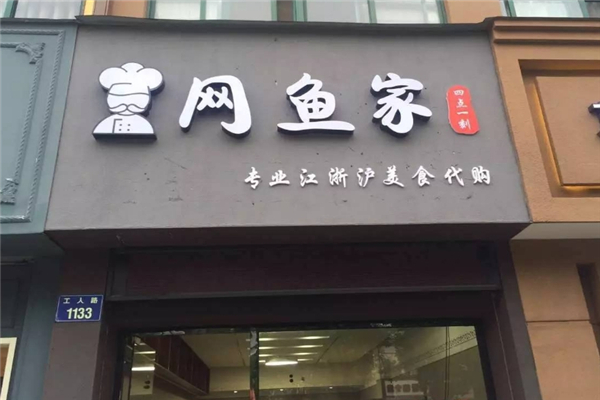 网鱼家
四点一刻
专业江浙沪美食代购
工人路
1133